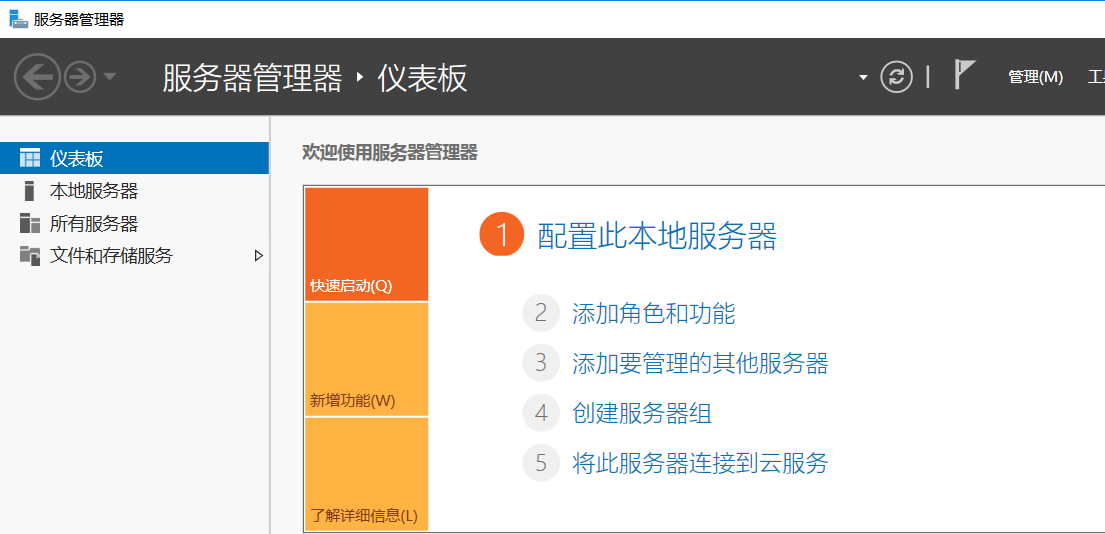 服务器管理器
服务器管理器 仪表板
管理(M)
仪表板
本地服务器
所有服务器
文件和存储服务
欢迎使用服务器管理器
快速启动(Q)
新增功能(W)
了解详细信息(L)
1 配置此本地服务器
2 添加角色和功能
3 添加要管理的其他服务器
4 创建服务器组
5 将此服务器连接到云服务